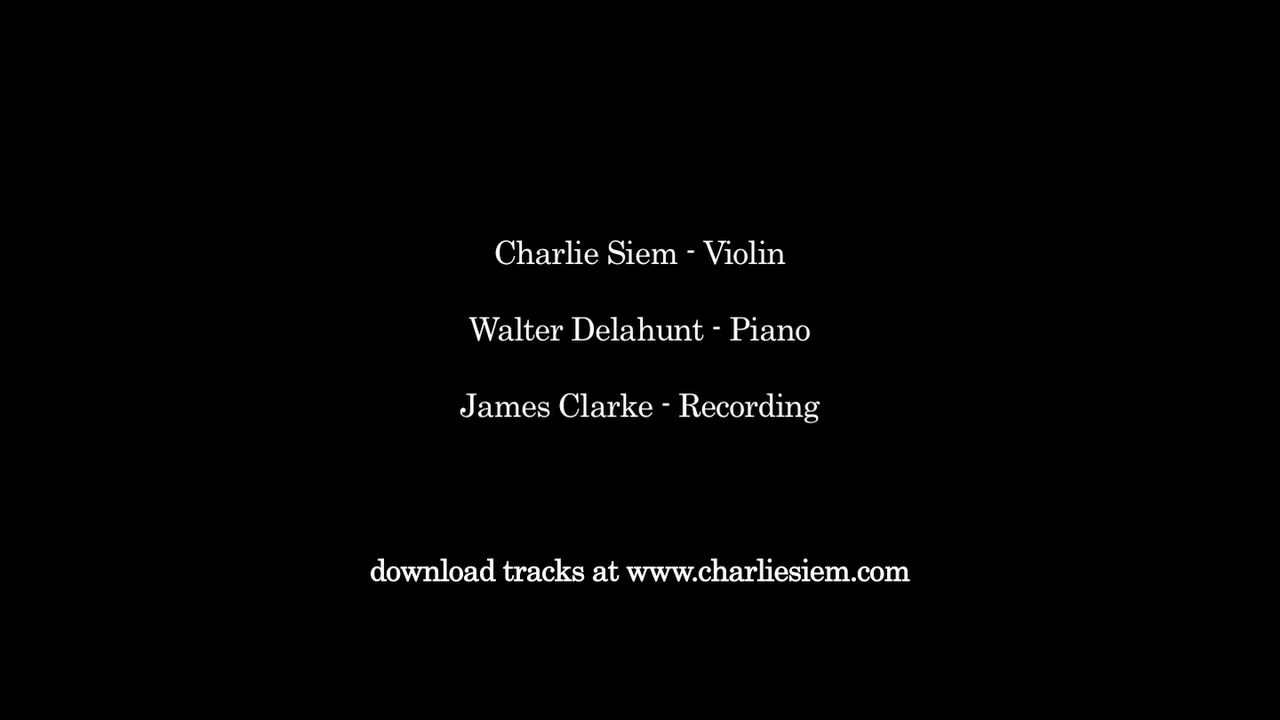 Charlie Siem - Violin
Walter Delahunt - Piano
James Clarke - Recording
download tracks at www.charliesiem.com